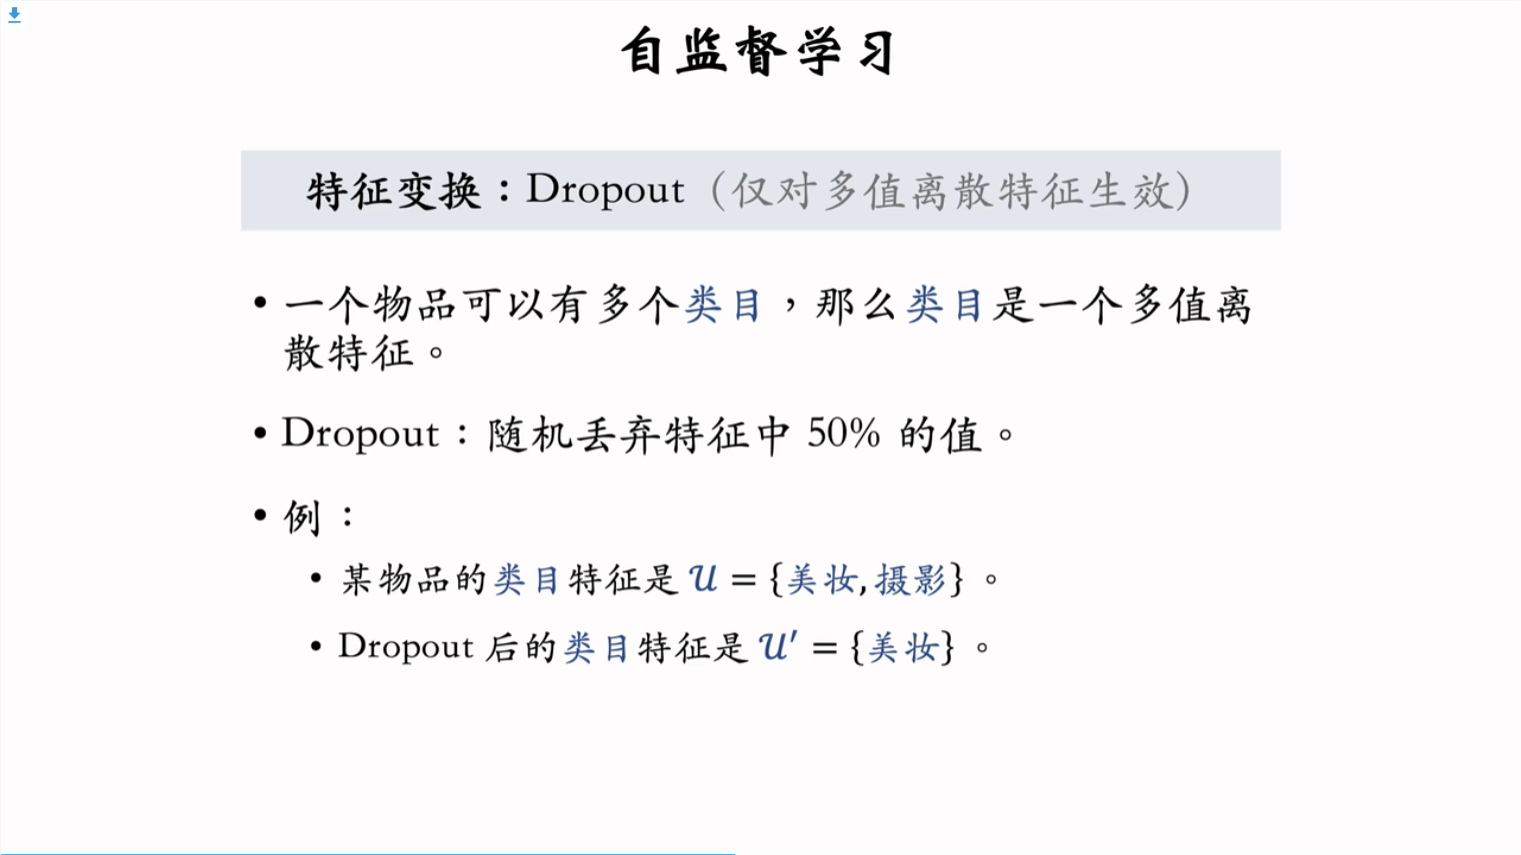 自监督学习
特征变换：Dropout（仅对多值离散特征生效）
• 一个物品可以有多个类目，那么类目是一个多值离
散特征。
• Dropout：随机丢弃特征中 50% 的值。
• 例：
• 某物品的类目特征是 𝒰 = {美妆, 摄影} 。
• Dropout 后的类目特征是 𝒰′ = {美妆} 。